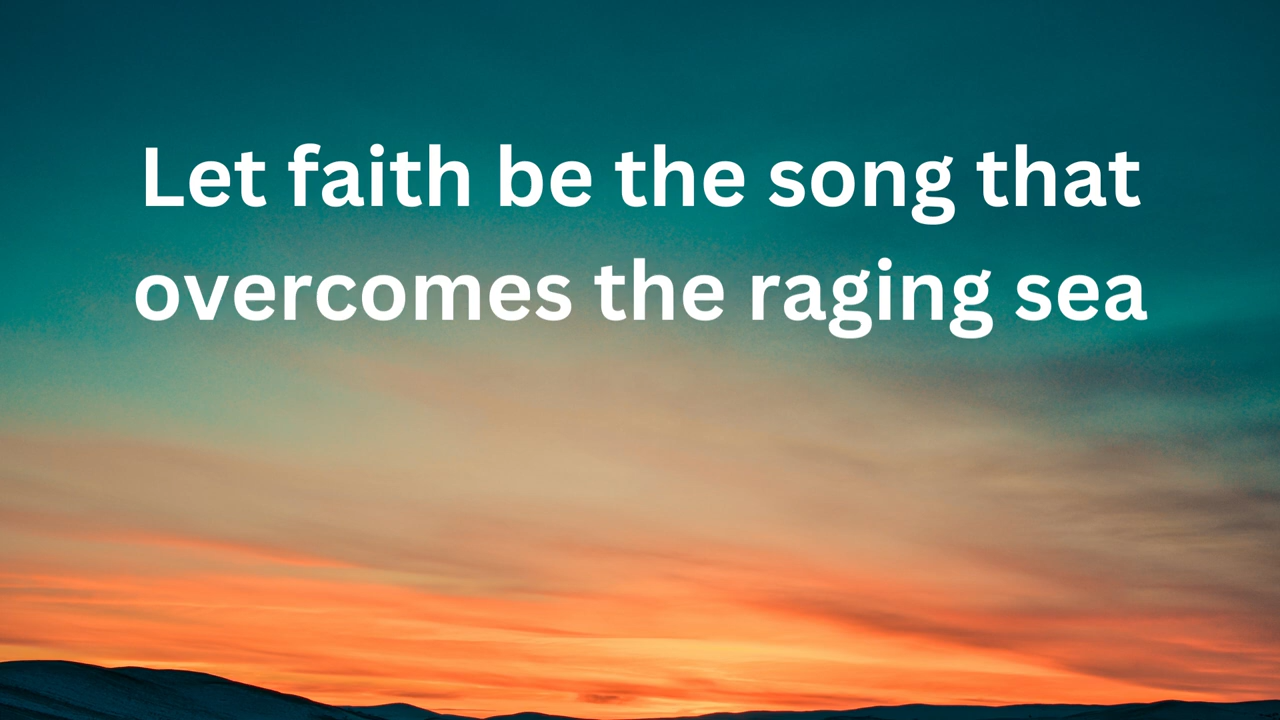 Let faith be the song that
overcomes the raging sea